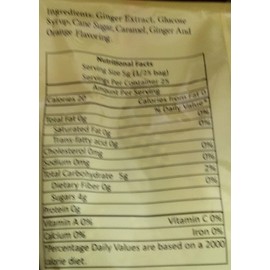 Ingredients: Ginger Extract, Glucose
Syrup, Cane Sugar, Caramel, Ginger And
Orange Flavoring
Nutritional Facts
Serving Size 5g (1/25 bag)
Servings Per Container 25
Amount Per Serving
Calories 20 Calories from Fat 0
% Daily Value*
Total Fat 0g 0%
Saturated Fat 0g 0%
Trans fatty acid 0g
Cholesterol 0mg 0%
Sodium 0mg 0%
Total Carbohydrate 5g 2%
Dietary Fiber 0g 0%
Sugars 4g
Protein 0g
Vitamin A 0% Vitamin C 0%
Calcium 0% Iron 0%
*Percentage Daily Values are based on a 2000
calorie diet.